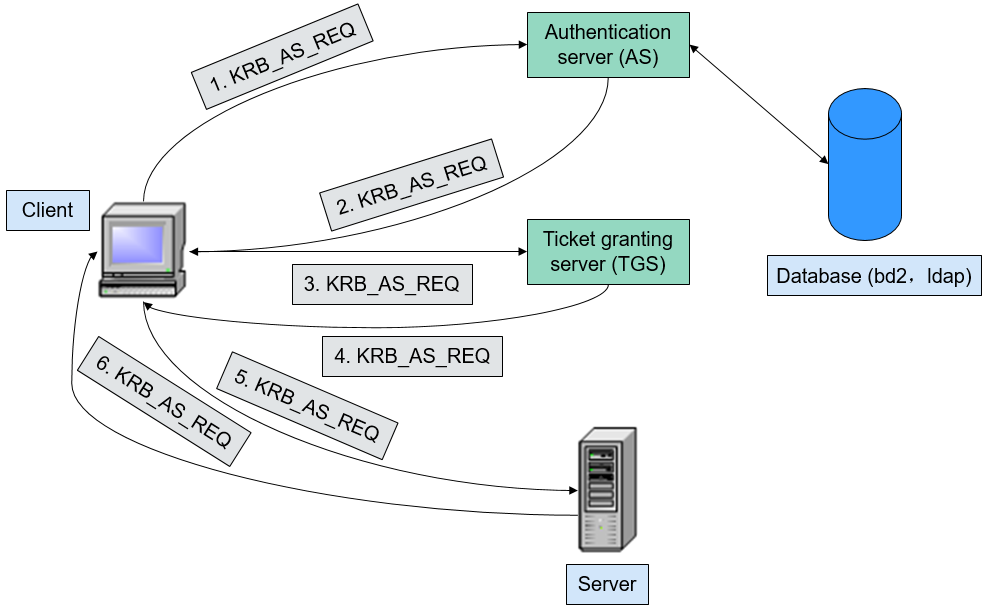 1. KRB_AS_REQ
Authentication
server (AS)
2. KRB_AS_REQ
Client
Ticket granting
server (TGS)
Database (bd2，ldap)
3. KRB_AS_REQ
4. KRB_AS_REQ
6. KRB_AS_REQ
5. KRB_AS_REQ
Server